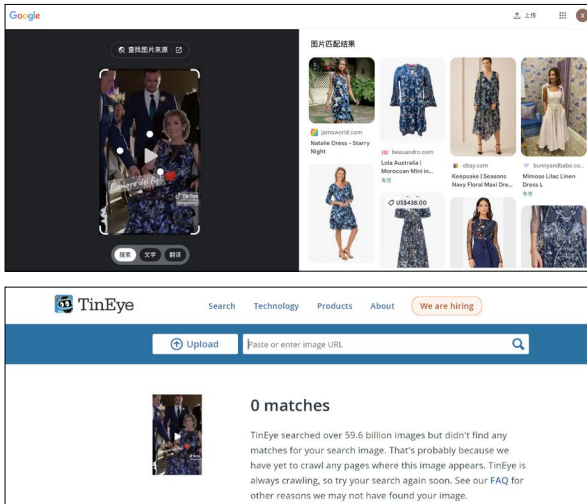 Google
上传
X
查找图片来源
图片匹配结果
TikTok
搜索 文字 翻译
jamsworld.com
Natalie Dress - Starry
Night
beauandro.com
Lola Australia |
Moroccan Mini in...
有货
ebay.com
Keepsake | Seasons
Navy Floral Maxi Dre...
bunnyandbabe.co...
Mimose Lilac Linen
Dress L
有货
US$438.00
TinEye
Search Technology Products About We are hiring
Upload Paste or enter image URL
0 matches
TinEye searched over 59.6 billion images but didn't find any
matches for your search image. That's probably because we
have yet to crawl any pages where this image appears. TinEye is
always crawling, so try your search again soon. See our FAQ for
other reasons we may not have found your image.